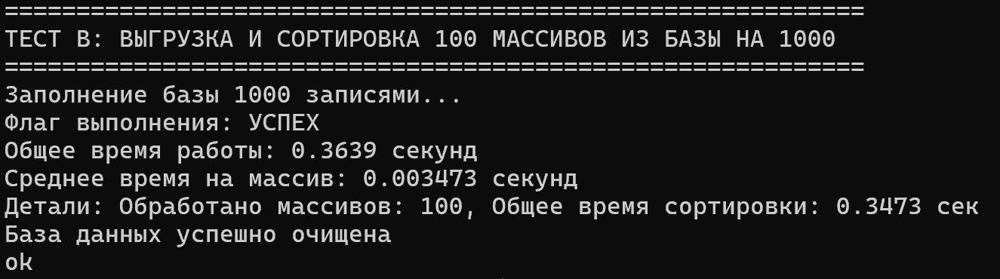 ============================================================
ТЕСТ B: ВЫГРУЗКА И СОРТИРОВКА 100 МАССИВОВ ИЗ БАЗЫ НА 1000
============================================================
Заполнение базы 1000 записями...
Флаг выполнения: УСПЕХ
Общее время работы: 0.3639 секунд
Среднее время на массив: 0.003473 секунд
Детали: Обработано массивов: 100, Общее время сортировки: 0.3473 сек
База данных успешно очищена
ok